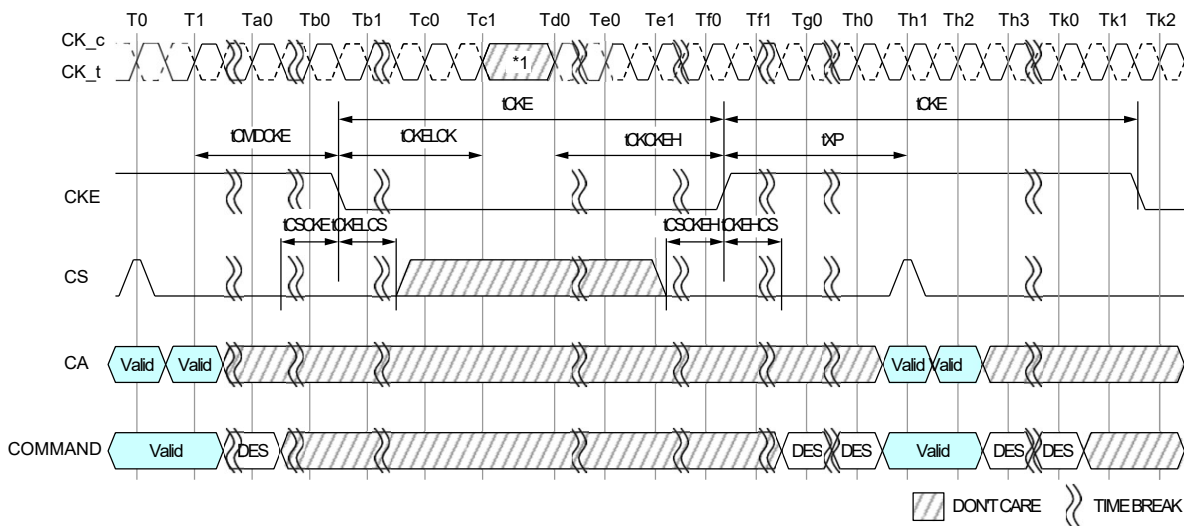 T0 T1 Ta0 Tb0 Tb1 Tc0 Tc1 Td0 Te0 Te1 Tf0 Tf1 Tg0 Th0 Th1 Th2 Th3 Tk0 Tk1 Tk2
CK_c
CK_t
*1
tCKE tCKE
tCMDCKE tCKELCK tCKCKEH tXP
CKE
tCSCKE tCKELCS tCSCKEH tCKEHCS
CS
CA Valid Valid Valid Valid
COMMAND Valid DES DES DES Valid DES DES
DON'T CARE TIME BREAK